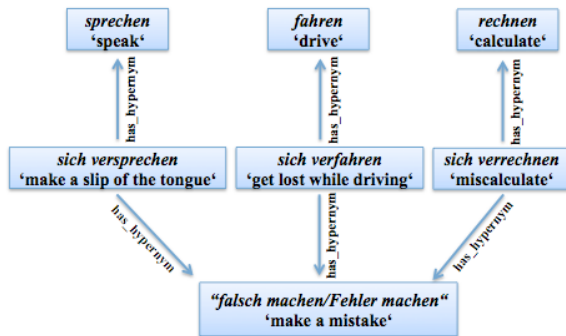 sprechen
‘speak‘
fahren
‘drive‘
rechnen
‘calculate‘
has_hypernym
has_hypernym
has_hypernym
sich versprechen
‘make a slip of the tongue‘
sich verfahren
‘get lost while driving‘
sich verrechnen
‘miscalculate‘
has_hypernym
has_hypernym
has_hypernym
"falsch machen/Fehler machen“
‘make a mistake‘